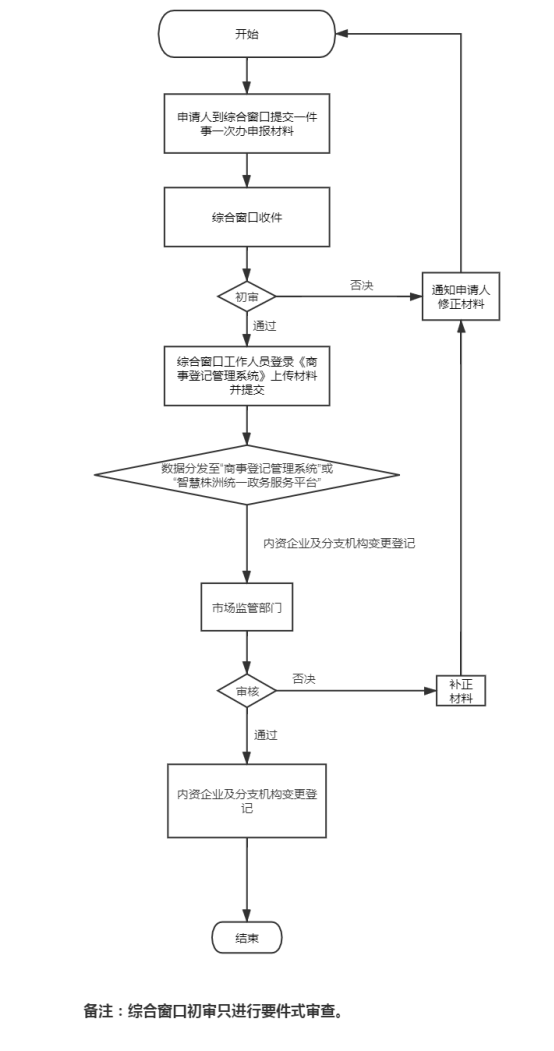 开始
申请人到综合窗口提交一件
事一次办申报材料
综合窗口收件
初审
否决
通知申请人
修正材料
通过
综合窗口工作人员登录《商
事登记管理系统》上传材料
并提交
数据分发至“商事登记管理系统”或
“智慧株洲统一政务服务平台”
内资企业及分支机构变更登记
市场监管部门
审核
否决
补正
材料
通过
内资企业及分支机构变更登
记
结束
备注：综合窗口初审只进行要件式审查。